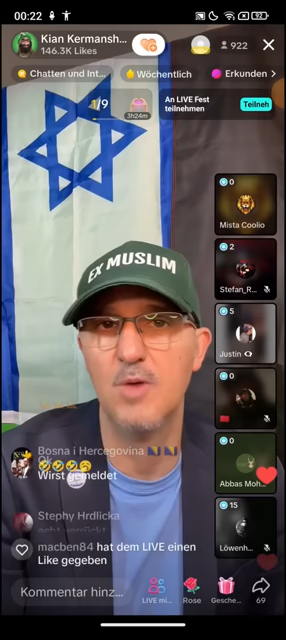 00:22
92
Kian Kermansh...
146.3K Likes
922
Chatten und Int...
Wöchentlich
Erkunden
1/9
3h24m
An LIVE Fest
teilnehmen
Teilneh
0
Mista Coolio
2
Stefan_R...
5
Justin
0
0
Abbas Moh...
15
Löwenh...
EX MUSLIM
Bosna i Hercegovina
Ok
Wirst gemeldet
Stephy Hrdlicka
echt verrückt
macben84 hat dem LIVE einen
Like gegeben
Kommentar hinz...
LIVE mi...
Rose
Gesche...
69